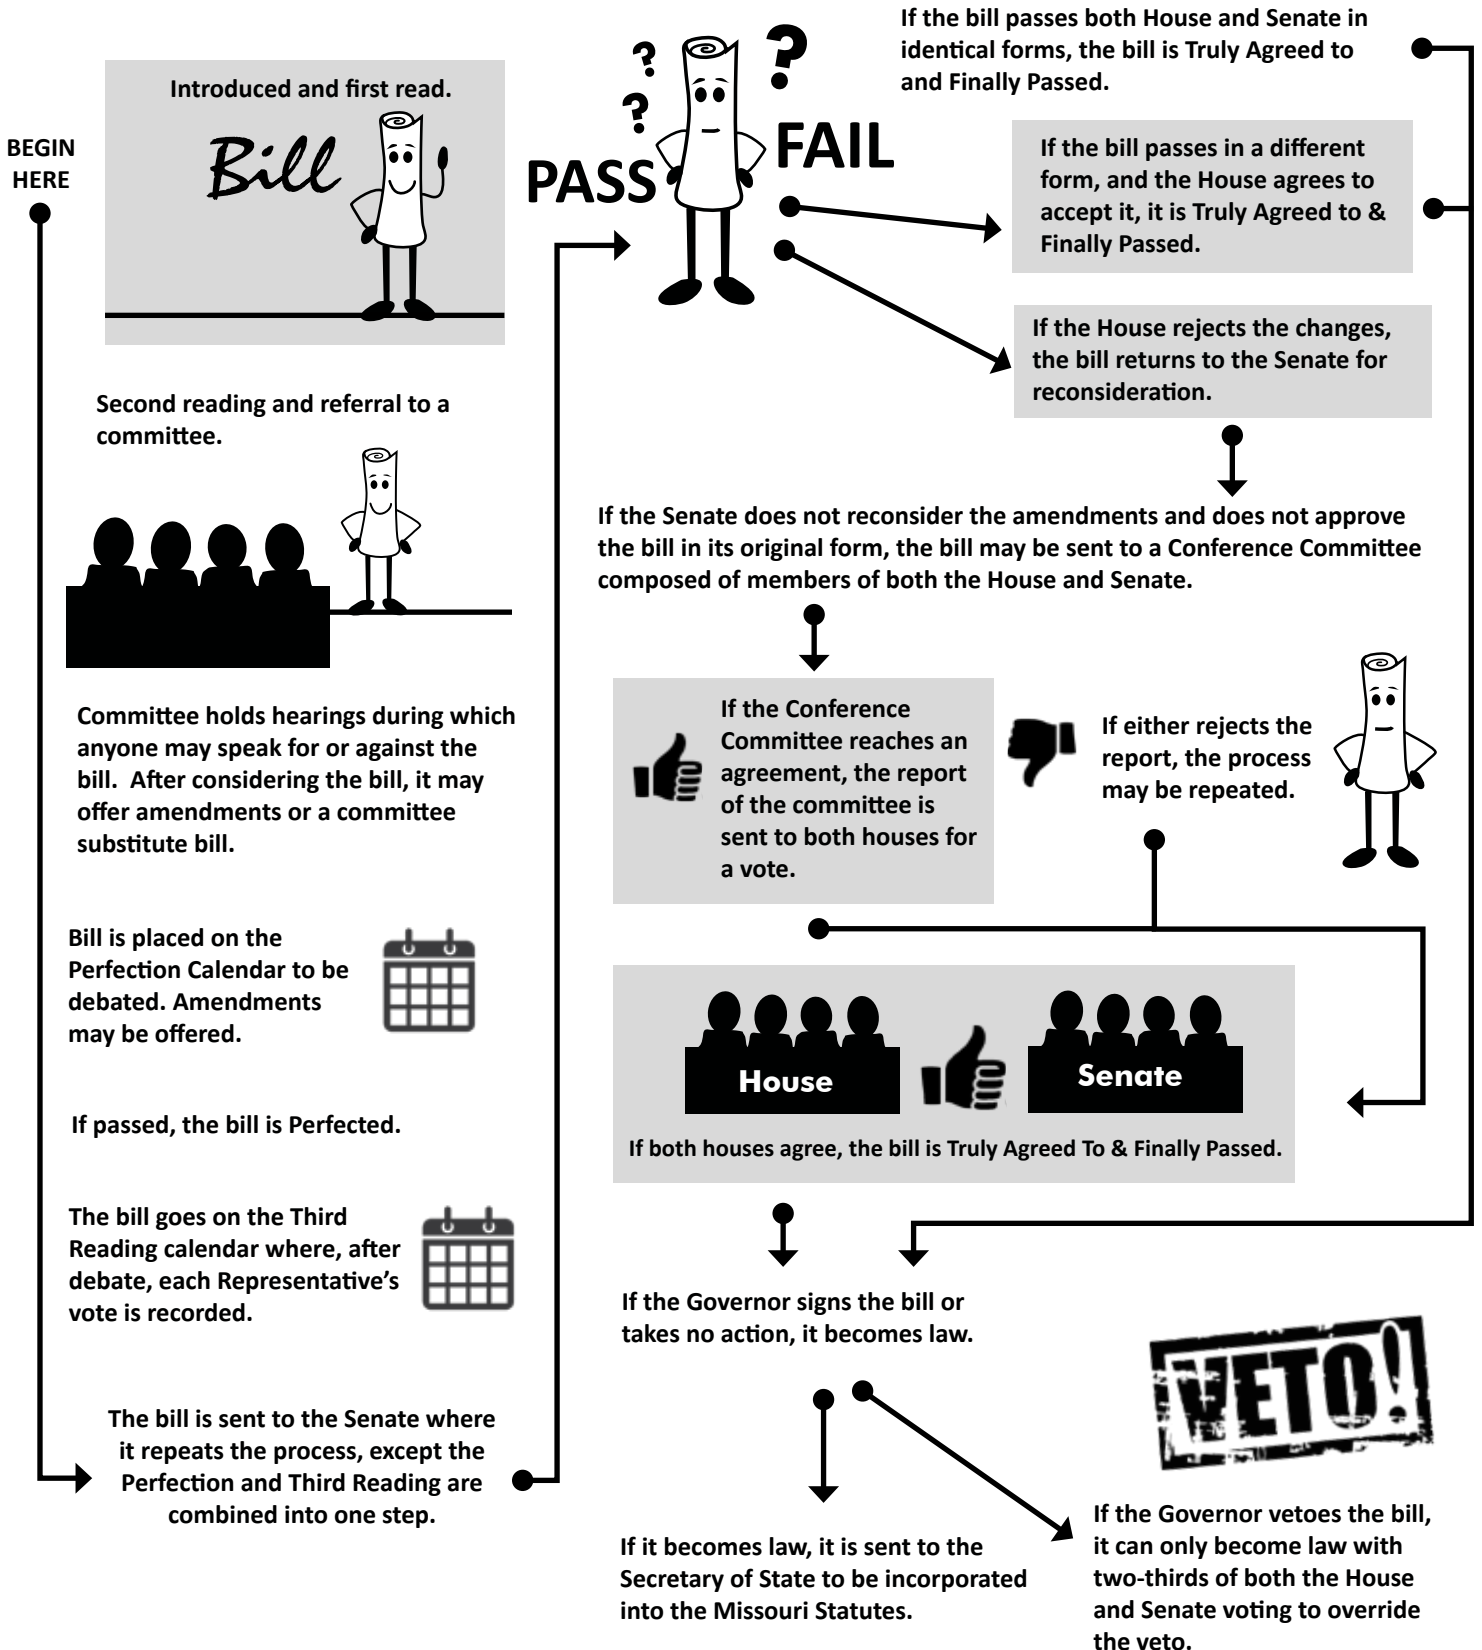 BEGIN
HERE
Introduced and first read.
Bill
Second reading and referral to a
committee.
Committee holds hearings during which
anyone may speak for or against the
bill.  After considering the bill, it may
offer amendments or a committee
substitute bill.
Bill is placed on the
Perfection Calendar to be
debated. Amendments
may be offered.
If passed, the bill is Perfected.
The bill goes on the Third
Reading calendar where, after
debate, each Representative’s
vote is recorded.
The bill is sent to the Senate where
it repeats the process, except the
Perfection and Third Reading are
combined into one step.
? ? ?
PASS
FAIL
If the bill passes both House and Senate in
identical forms, the bill is Truly Agreed to
and Finally Passed.
If the bill passes in a different
form, and the House agrees to
accept it, it is Truly Agreed to &
Finally Passed.
If the House rejects the changes,
the bill returns to the Senate for
reconsideration.
If the Senate does not reconsider the amendments and does not approve
the bill in its original form, the bill may be sent to a Conference Committee
composed of members of both the House and Senate.
If the Conference
Committee reaches an
agreement, the report
of the committee is
sent to both houses for
a vote.
If either rejects the
report, the process
may be repeated.
House
Senate
If both houses agree, the bill is Truly Agreed To & Finally Passed.
If the Governor signs the bill or
takes no action, it becomes law.
VETO!
If it becomes law, it is sent to the
Secretary of State to be incorporated
into the Missouri Statutes.
If the Governor vetoes the bill,
it can only become law with
two-thirds of both the House
and Senate voting to override
the veto.